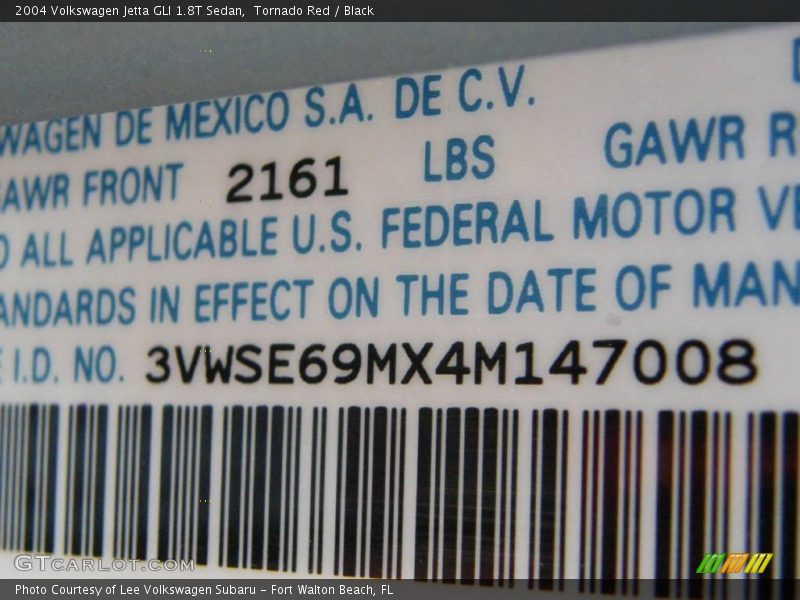 2004 Volkswagen Jetta GLI 1.8T Sedan,  Tornado Red / Black
WAGEN DE MEXICO S.A. DE C.V.
AWR FRONT 2161 LBS GAWR R
ALL APPLICABLE U.S. FEDERAL MOTOR VE
ANDARDS IN EFFECT ON THE DATE OF MAN
I.D. NO. 3VWSE69MX4M147008
GTCARLOT.COM
Photo Courtesy of Lee Volkswagen Subaru - Fort Walton Beach, FL